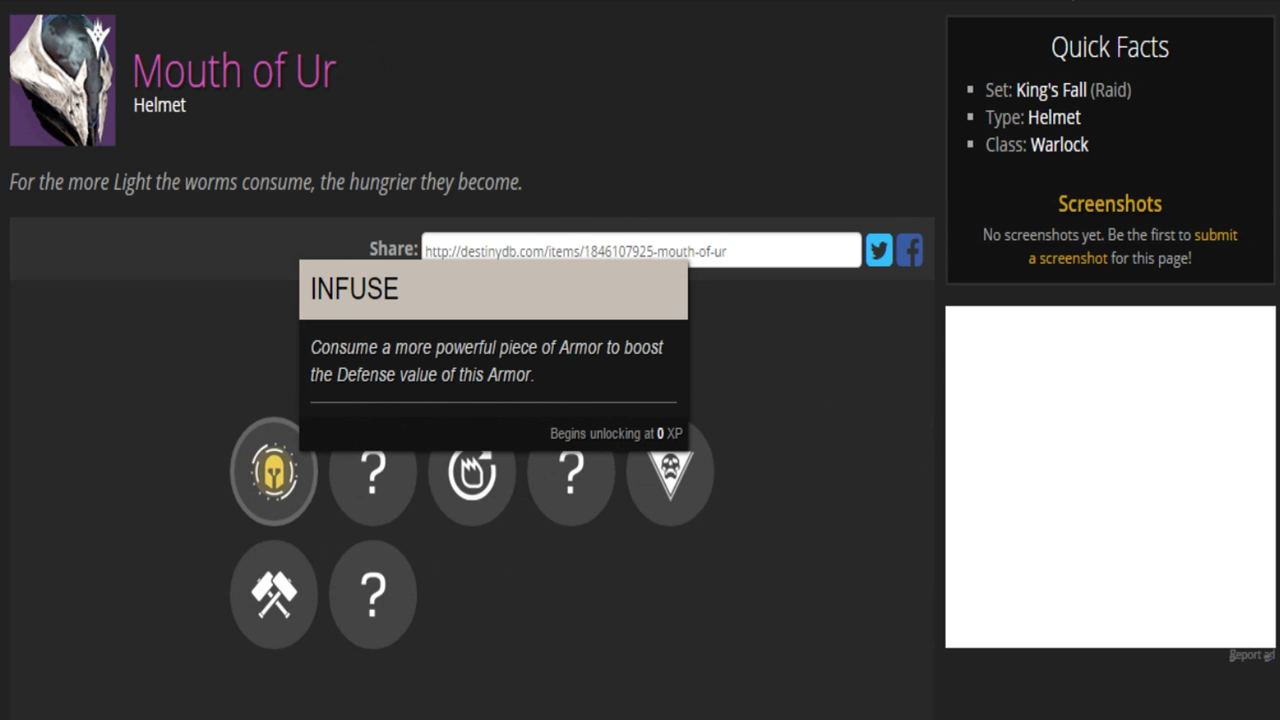 Mouth of Ur
Helmet
For the more Light the worms consume, the hungrier they become.
Share: http://destinydb.com/items/1846107925-mouth-of-ur
INFUSE
Consume a more powerful piece of Armor to boost
the Defense value of this Armor.
Begins unlocking at 0 XP
?
?
?
Quick Facts
Set: King's Fall (Raid)
Type: Helmet
Class: Warlock
Screenshots
No screenshots yet. Be the first to submit
a screenshot for this page!
Report ad